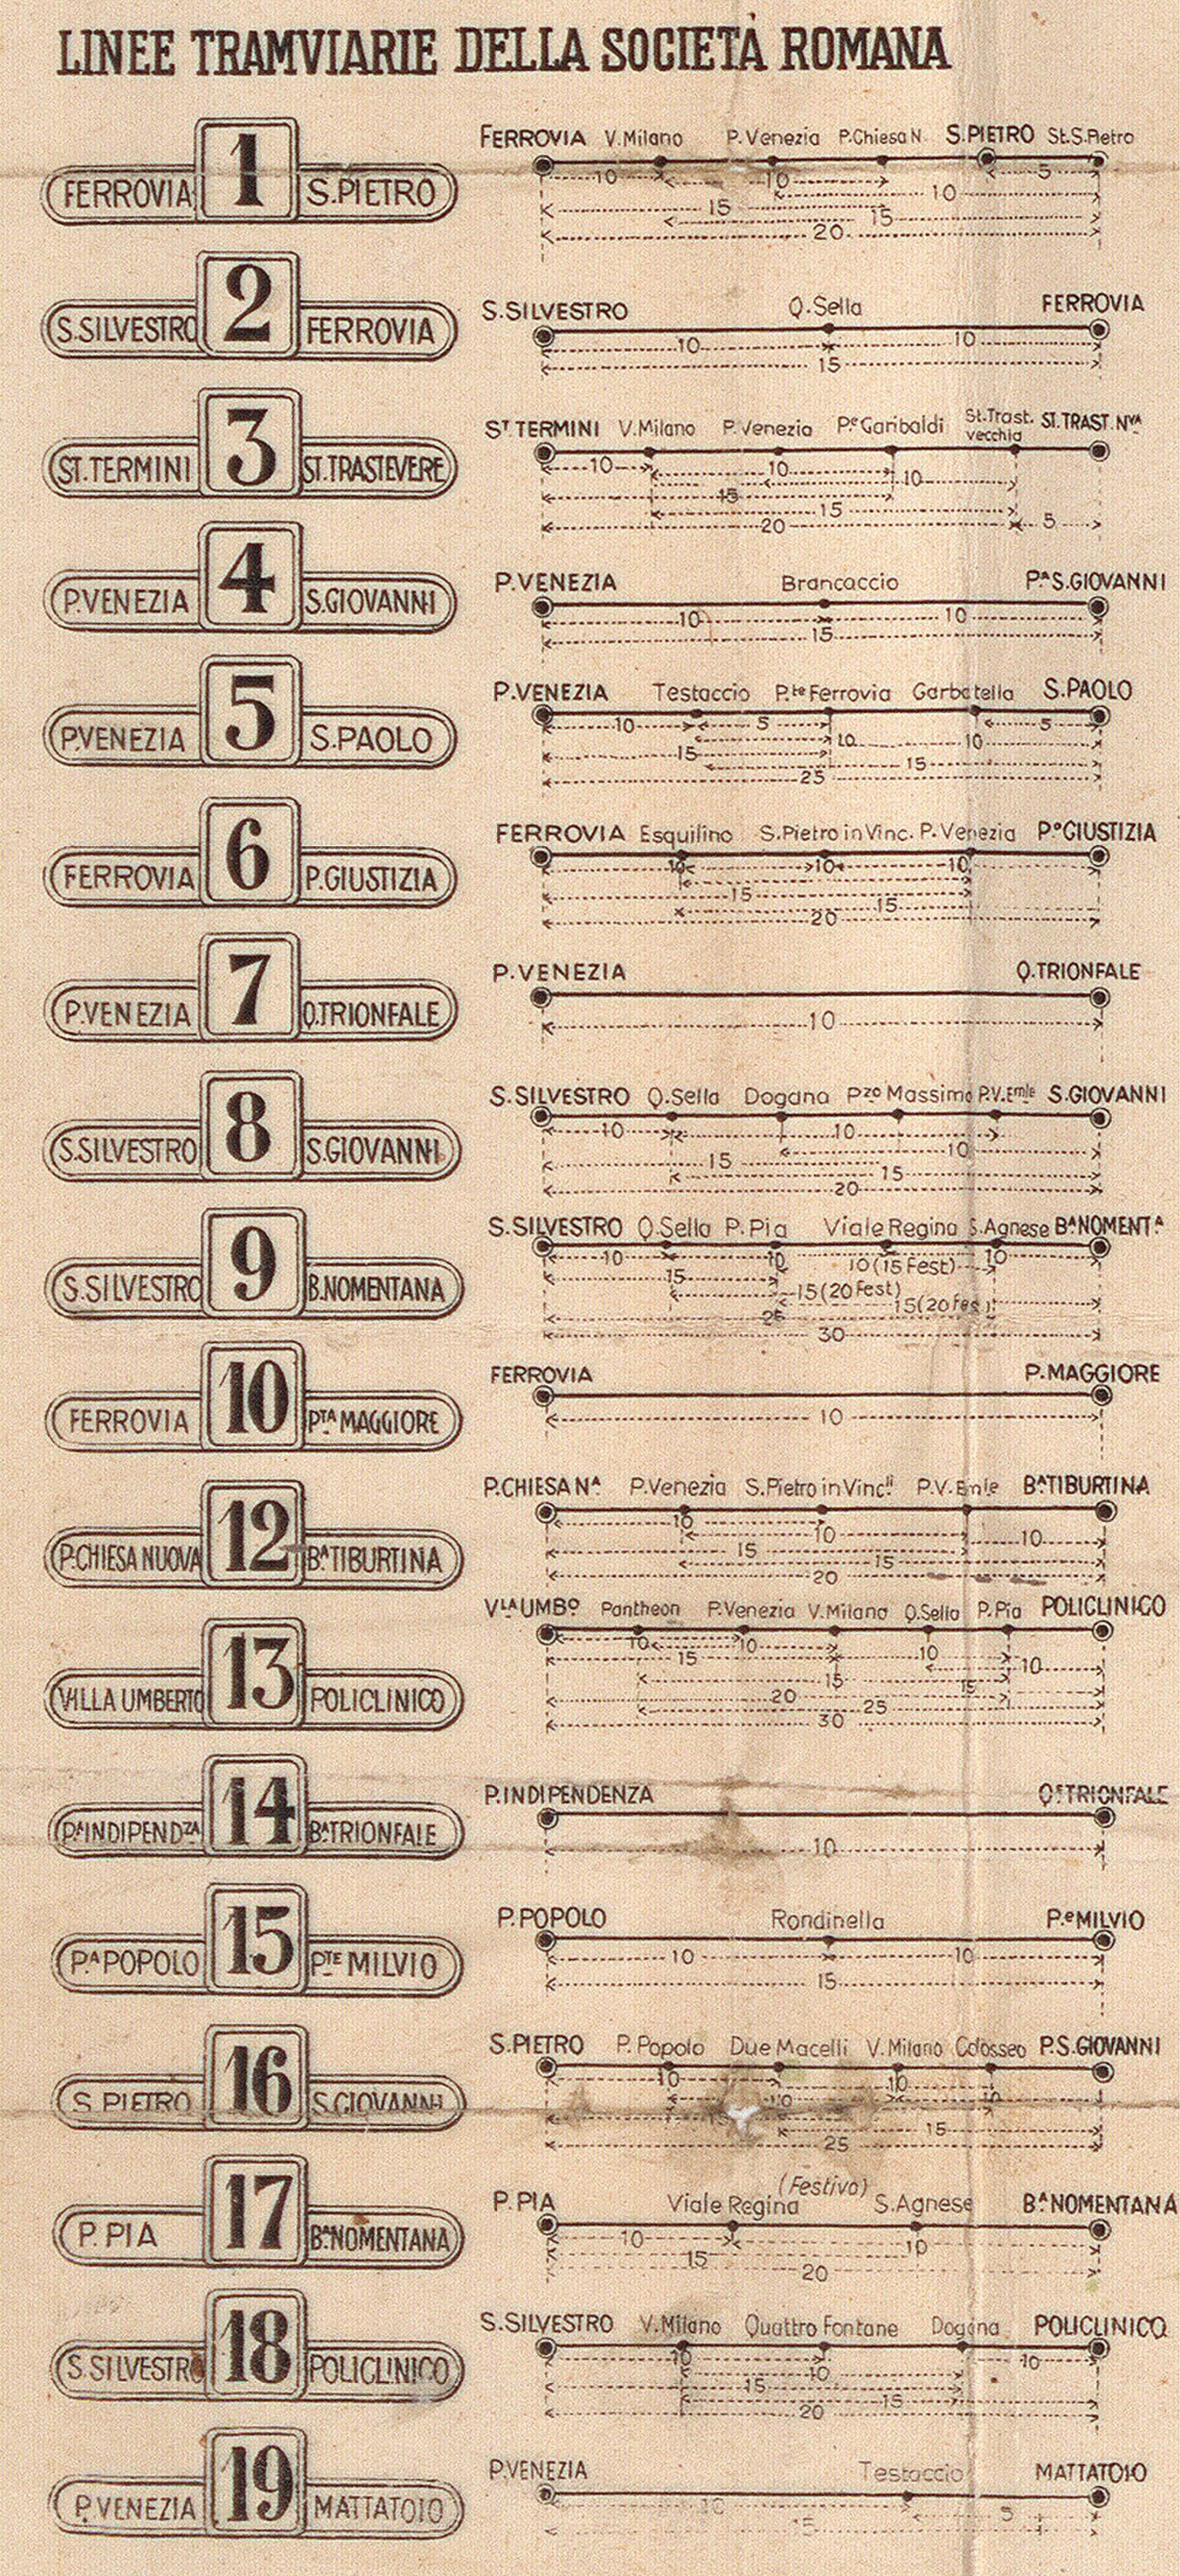 LINEE TRAMVIARIE DELLA SOCIETÀ ROMANA
FERROVIA 1 S.PIETRO
FERROVIA V.Milano P.Venezia P.Chiesa N. S.PIETRO St.S.Pietro
10 10 5
10
15 15
20
S.SILVESTRO 2 FERROVIA
S.SILVESTRO Q.Sella FERROVIA
10 10
15
ST.TERMINI 3 ST.TRASTEVERE
ST TERMINI V.Milano P.Venezia Pe Garibaldi St.Trast. vecchia ST.TRAST. NVA
10 10 10
15
15
20 5
P.VENEZIA 4 S.GIOVANNI
P.VENEZIA Brancaccio PA S.GIOVANNI
10 10
15
P.VENEZIA 5 S.PAOLO
P.VENEZIA Testaccio P.te Ferrovia Garbatella S.PAOLO
10 5 5
10 10
15 15
25
FERROVIA 6 P.GIUSTIZIA
FERROVIA Esquilino S.Pietro in Vinc. P.Venezia P.o GIUSTIZIA
10 10 10
15
15
20
P.VENEZIA 7 Q.TRIONFALE
P.VENEZIA Q.TRIONFALE
10
S.SILVESTRO 8 S.GIOVANNI
S.SILVESTRO Q.Sella Dogana Pzo Massimo P.V.Emle S.GIOVANNI
10 10
10
15 15
20
S.SILVESTRO 9 B.NOMENTANA
S.SILVESTRO Q.Sella P.Pia Viale Regina S.Agnese BA NOMENT.A
10 10 10 (15 Fest) 10
15 15 (20 Fest)
15 (20 Fes.)
25
30
FERROVIA 10 PTA MAGGIORE
FERROVIA P.MAGGIORE
10
P.CHIESA NUOVA 12 BA TIBURTINA
P.CHIESA NA P.Venezia S.Pietro in Vincli P.V.Emle BA TIBURTINA
10 10 10
15 15
20
VILLA UMBERTO 13 POLICLINICO
VLA UMBO Pantheon P.Venezia V.Milano Q.Sella P.Pia POLICLINICO
10 10 10 10
15 15 15
20 25
30
PA INDIPENDZA 14 BA TRIONFALE
P.INDIPENDENZA TRIONFALE
10
PA POPOLO 15 PTE MILVIO
P.POPOLO Rondinella P.e MILVIO
10 10
15
S.PIETRO 16 S.GIOVANNI
S.PIETRO P.Popolo Due Macelli V.Milano Colosseo P.S.GIOVANNI
10 10
10
15 15
25
P.PIA 17 BA NOMENTANA
P.PIA Viale Regina (Festivo) S.Agnese BA NOMENTANA
10 10
15
20
S.SILVESTRO 18 POLICLINICO
S.SILVESTRO V.Milano Quattro Fontane Dogana POLICLINICO
10 10 10
15 15
20
P.VENEZIA 19 MATTATOIO
P.VENEZIA Testaccio MATTATOIO
10 5
15